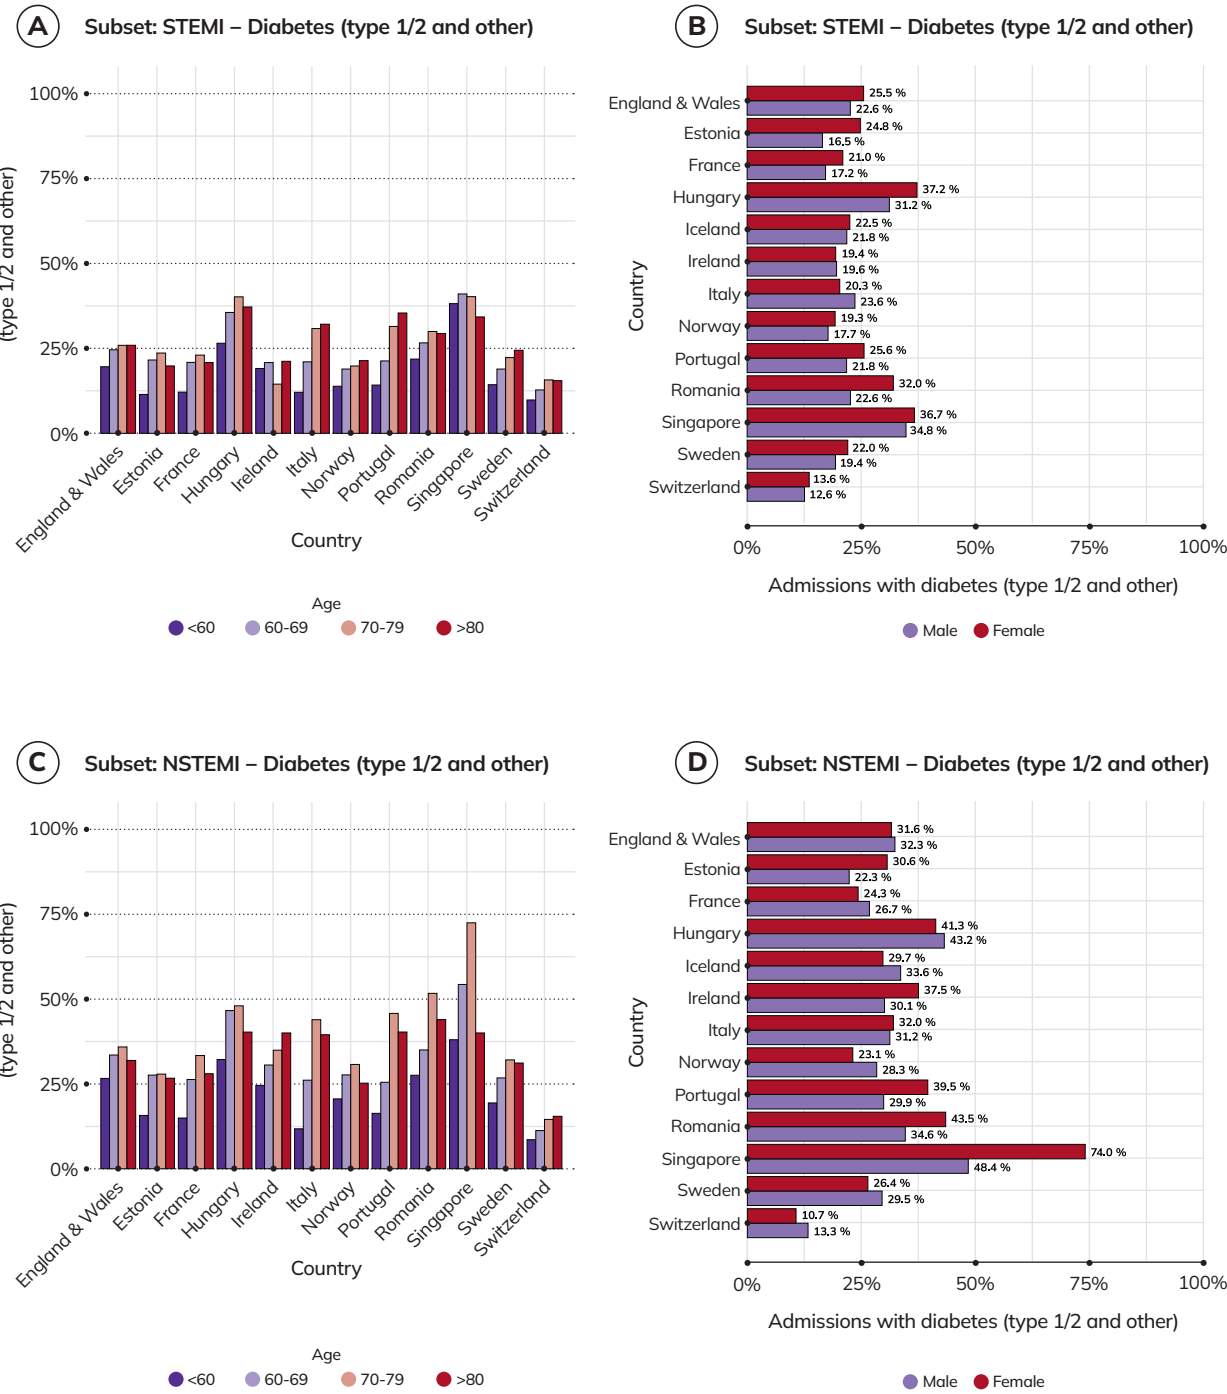 A Subset: STEMI – Diabetes (type 1/2 and other)
100%
75%
50%
25%
0%
(type 1/2 and other)
England & Wales
Estonia
France
Hungary
Ireland
Italy
Norway
Portugal
Romania
Singapore
Sweden
Switzerland
Country
Age
<60 60-69 70-79 >80
B Subset: STEMI – Diabetes (type 1/2 and other)
Country
England & Wales 25.5 % 22.6 %
Estonia 24.8 % 16.5 %
France 21.0 % 17.2 %
Hungary 37.2 % 31.2 %
Iceland 22.5 % 21.8 %
Ireland 19.4 % 19.6 %
Italy 20.3 % 23.6 %
Norway 19.3 % 17.7 %
Portugal 25.6 % 21.8 %
Romania 32.0 % 22.6 %
Singapore 36.7 % 34.8 %
Sweden 22.0 % 19.4 %
Switzerland 13.6 % 12.6 %
0% 25% 50% 75% 100%
Admissions with diabetes (type 1/2 and other)
Male Female
C Subset: NSTEMI – Diabetes (type 1/2 and other)
100%
75%
50%
25%
0%
(type 1/2 and other)
England & Wales
Estonia
France
Hungary
Ireland
Italy
Norway
Portugal
Romania
Singapore
Sweden
Switzerland
Country
Age
<60 60-69 70-79 >80
D Subset: NSTEMI – Diabetes (type 1/2 and other)
Country
England & Wales 31.6 % 32.3 %
Estonia 30.6 % 22.3 %
France 24.3 % 26.7 %
Hungary 41.3 % 43.2 %
Iceland 29.7 % 33.6 %
Ireland 37.5 % 30.1 %
Italy 32.0 % 31.2 %
Norway 23.1 % 28.3 %
Portugal 39.5 % 29.9 %
Romania 43.5 % 34.6 %
Singapore 74.0 % 48.4 %
Sweden 26.4 % 29.5 %
Switzerland 10.7 % 13.3 %
0% 25% 50% 75% 100%
Admissions with diabetes (type 1/2 and other)
Male Female